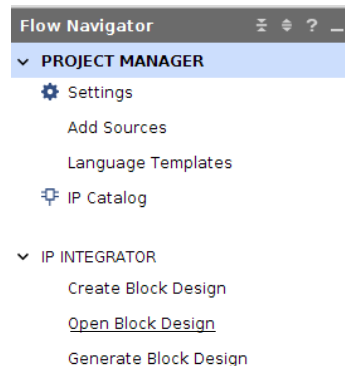 Flow Navigator ? _
PROJECT MANAGER
Settings
Add Sources
Language Templates
IP Catalog
IP INTEGRATOR
Create Block Design
Open Block Design
Generate Block Design